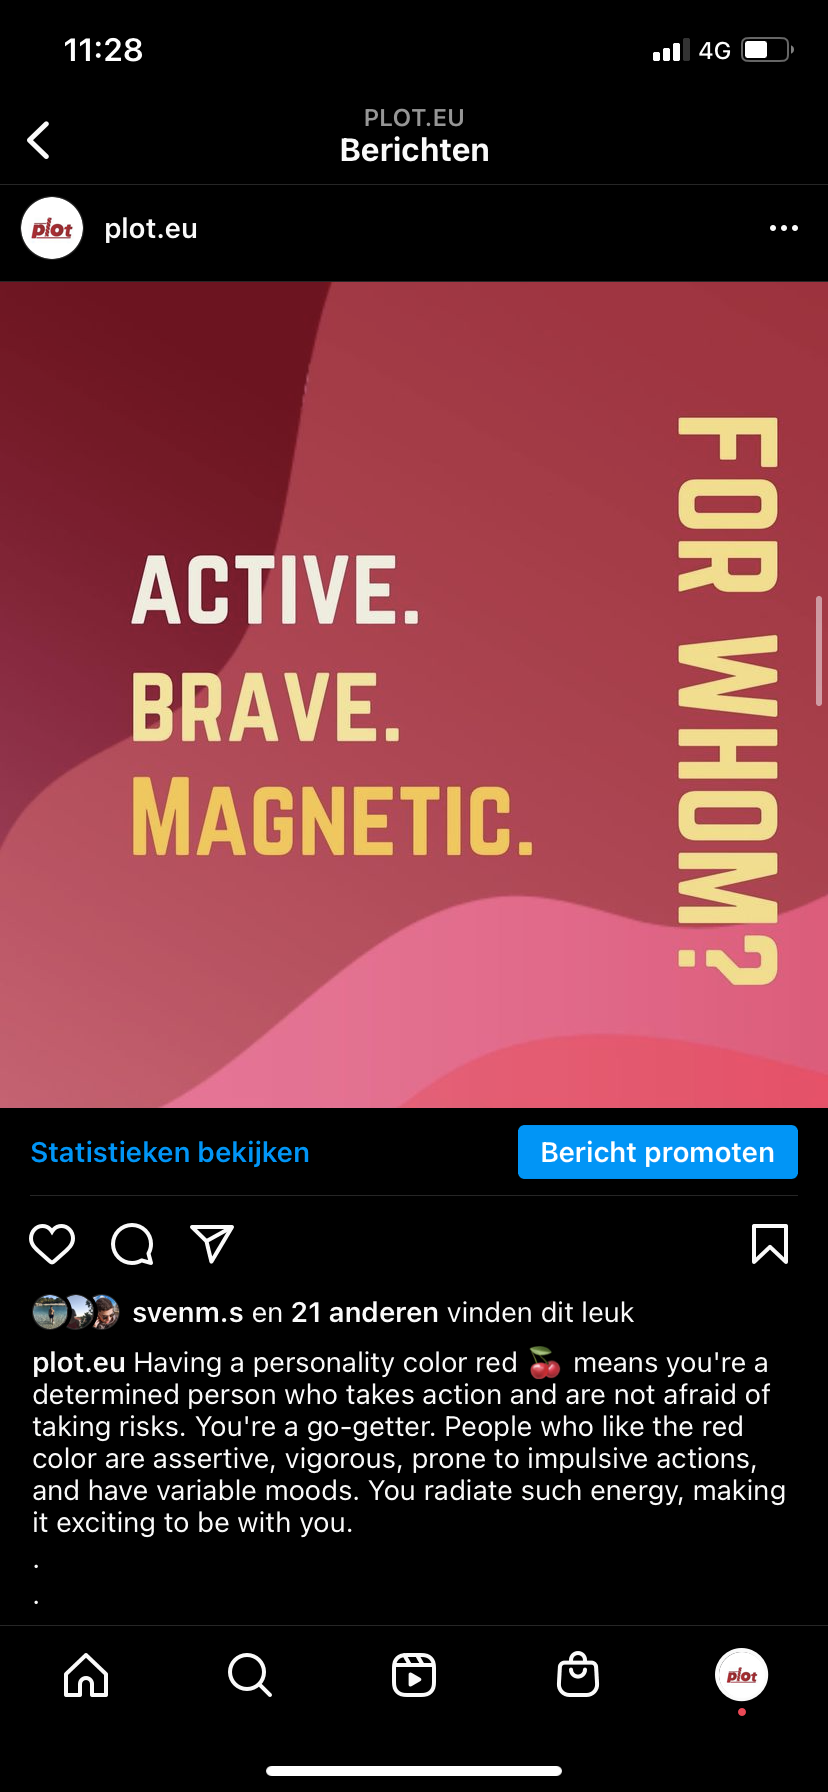 11:28
4G
PLOT.EU
Berichten
plot
plot.eu
ACTIVE.
BRAVE.
MAGNETIC.
FOR WHOM?
Statistieken bekijken
Bericht promoten
svenm.s en 21 anderen vinden dit leuk
plot.eu Having a personality color red 🍒 means you're a
determined person who takes action and are not afraid of
taking risks. You're a go-getter. People who like the red
color are assertive, vigorous, prone to impulsive actions,
and have variable moods. You radiate such energy, making
it exciting to be with you.
.
.
plot